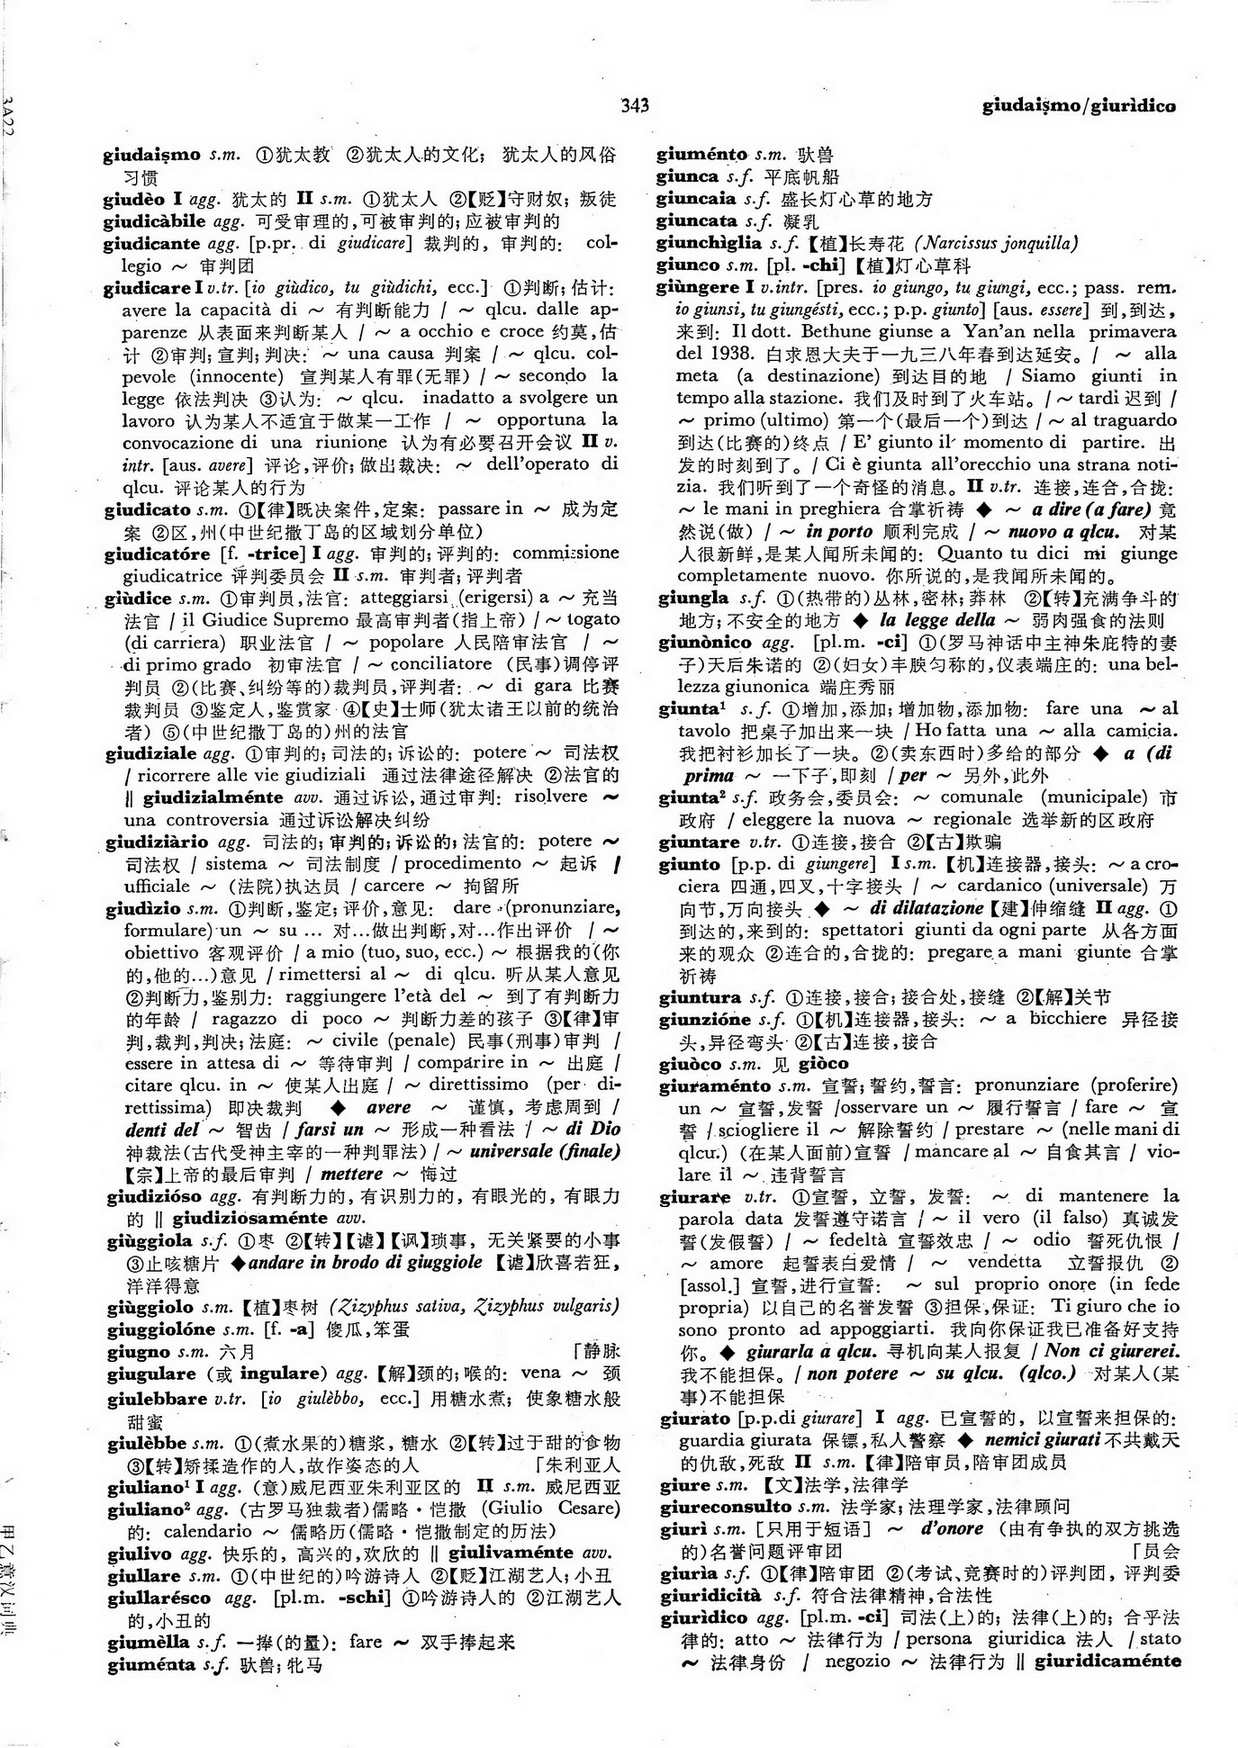 343
giudaiṣmo/giurìdico
giudaiṣmo s.m. ①犹太教 ②犹太人的文化; 犹太人的风俗
习惯
giudèo I agg. 犹太的 II s.m. ①犹太人 ②【贬】守财奴; 叛徒
giudicàbile agg. 可受审理的,可被审判的;应被审判的
giudicante agg. [p.pr. di giudicare] 裁判的, 审判的: col-
legio ~ 审判团
giudicare I v.tr. [io giùdico, tu giùdichi, ecc.] ①判断; 估计:
avere la capacità di ~ 有判断能力 / ~ qlcu. dalle ap-
parenze 从表面来判断某人 / ~ a occhio e croce 约莫,估
计 ②审判; 宣判; 判决: ~ una causa 判案 / ~ qlcu. col-
pevole (innocente) 宣判某人有罪(无罪) / ~ secondo la
legge 依法判决 ③认为: ~ qlcu. inadatto a svolgere un
lavoro 认为某人不适宜于做某一工作 / ~ opportuna la
convocazione di una riunione 认为有必要召开会议 II v.
intr. [aus. avere] 评论,评价;做出裁决: ~ dell'operato di
qlcu. 评论某人的行为
giudicato s.m. ①【律】既决案件,定案: passare in ~ 成为定
案 ②区,州(中世纪撒丁岛的区域划分单位)
giudicatóre [f. -trice] I agg. 审判的; 评判的: commissione
giudicatrice 评判委员会 II s.m. 审判者; 评判者
giùdice s.m. ①审判员,法官: atteggiarsi (erigersi) a ~ 充当
法官 / il Giudice Supremo 最高审判者(指上帝) / ~ togato
(di carriera) 职业法官 / ~ popolare 人民陪审法官 / ~
di primo grado 初审法官 / ~ conciliatore (民事)调停评
判员 ②(比赛、纠纷等的)裁判员,评判者: ~ di gara 比赛
裁判员 ③鉴定人,鉴赏家 ④【史】士师(犹太诸王以前的统治
者) ⑤(中世纪撒丁岛的)州的法官
giudiziale agg. ①审判的; 司法的; 诉讼的: potere ~ 司法权
/ ricorrere alle vie giudiziali 通过法律途径解决 ②法官的
‖ giudizialménte avv. 通过诉讼,通过审判: risolvere ~
una controversia 通过诉讼解决纠纷
giudiziàrio agg. 司法的; 审判的; 诉讼的; 法官的: potere ~
司法权 / sistema ~ 司法制度 / procedimento ~ 起诉 /
ufficiale ~ (法院)执达员 / carcere ~ 拘留所
giudìzio s.m. ①判断,鉴定; 评价,意见: dare (pronunziare,
formulare) un ~ su ... 对…做出判断,对…作出评价 / ~
obiettivo 客观评价 / a mio (tuo, suo, ecc.) ~ 根据我的(你
的,他的…)意见 / rimettersi al ~ di qlcu. 听从某人意见
②判断力,鉴别力: raggiungere l'età del ~ 到了有判断力
的年龄 / ragazzo di poco ~ 判断力差的孩子 ③【律】审
判,裁判,判决; 法庭: ~ civile (penale) 民事(刑事)审判 /
essere in attesa di ~ 等待审判 / comparire in ~ 出庭 /
citare qlcu. in ~ 使某人出庭 / ~ direttissimo (per di-
rettissima) 即决裁判 ◆ avere ~ 谨慎, 考虑周到 /
denti del ~ 智齿 / farsi un ~ 形成一种看法 / ~ di Dio
神裁法(古代受神主宰的一种判罪法) / ~ universale (finale)
【宗】上帝的最后审判 / mettere ~ 悔过
giudizióso agg. 有判断力的, 有识别力的, 有眼光的, 有眼力
的 ‖ giudiziosaménte avv.
giùggiola s.f. ①枣 ②【转】【谑】【讽】琐事, 无关紧要的小事
③止咳糖片 ◆andare in brodo di giuggiole 【谑】欣喜若狂,
洋洋得意
giùggiolo s.m. 【植】枣树 (Zizyphus sativa, Zizyphus vulgaris)
giuggiolóne s.m. [f. -a] 傻瓜,笨蛋
giugno s.m. 六月 「静脉
giugulare (或 ingulare) agg. 【解】颈的; 喉的: vena ~ 颈
giulebbare v.tr. [io giulèbbo, ecc.] 用糖水煮; 使象糖水般
甜蜜
giulèbbe s.m. ①(煮水果的)糖浆, 糖水 ②【转】过于甜的食物
③【转】矫揉造作的人,故作姿态的人 「朱利亚人
giuliano¹ I agg. (意)威尼西亚朱利亚区的 II s.m. 威尼西亚
giuliano² agg. (古罗马独裁者)儒略·恺撒 (Giulio Cesare)
的: calendario ~ 儒略历(儒略·恺撒制定的历法)
giulivo agg. 快乐的, 高兴的,欢欣的 ‖ giulivaménte avv.
giullare s.m. ①(中世纪的)吟游诗人 ②【贬】江湖艺人; 小丑
giullarésco agg. [pl.m. -schi] ①吟游诗人的 ②江湖艺人
的,小丑的
giumèlla s.f. 一捧(的量): fare ~ 双手捧起来
giuménta s.f. 驮兽; 牝马
giuménto s.m. 驮兽
giunca s.f. 平底帆船
giuncaia s.f. 盛长灯心草的地方
giuncata s.f. 凝乳
giunchìglia s.f. 【植】长寿花 (Narcissus jonquilla)
giunco s.m. [pl. -chi] 【植】灯心草科
giùngere I v.intr. [pres. io giungo, tu giungi, ecc.; pass. rem.
io giunsi, tu giungésti, ecc.; p.p. giunto] [aus. essere] 到,到达,
来到: Il dott. Bethune giunse a Yan'an nella primavera
del 1938. 白求恩大夫于一九三八年春到达延安。/ ~ alla
meta (a destinazione) 到达目的地 / Siamo giunti in
tempo alla stazione. 我们及时到了火车站。/ ~ tardi 迟到 /
~ primo (ultimo) 第一个(最后一个)到达 / ~ al traguardo
到达(比赛的)终点 / E' giunto il momento di partire. 出
发的时刻到了。/ Ci è giunta all'orecchio una strana noti-
zia. 我们听到了一个奇怪的消息。II v.tr. 连接,连合,合拢:
~ le mani in preghiera 合掌祈祷 ◆ ~ a dire (a fare) 竟
然说(做) / ~ in porto 顺利完成 / ~ nuovo a qlcu. 对某
人很新鲜,是某人闻所未闻的: Quanto tu dici mi giunge
completamente nuovo. 你所说的,是我闻所未闻的。
giungla s.f. ①(热带的)丛林,密林; 莽林 ②【转】充满争斗的
地方; 不安全的地方 ◆ la legge della ~ 弱肉强食的法则
giunònico agg. [pl.m. -ci] ①(罗马神话中主神朱庇特的妻
子)天后朱诺的 ②(妇女)丰腴匀称的,仪表端庄的: una bel-
lezza giunonica 端庄秀丽
giunta¹ s.f. ①增加,添加; 增加物,添加物: fare una ~ al
tavolo 把桌子加出来一块 / Ho fatta una ~ alla camicia.
我把衬衫加长了一块。②(卖东西时)多给的部分 ◆ a (di
prima ~ 一下子,即刻 / per ~ 另外,此外
giunta² s.f. 政务会,委员会: ~ comunale (municipale) 市
政府 / eleggere la nuova ~ regionale 选举新的区政府
giuntare v.tr. ①连接,接合 ②【古】欺骗
giunto [p.p. di giungere] I s.m. 【机】连接器,接头: ~ a cro-
ciera 四通,四叉,十字接头 / ~ cardanico (universale) 万
向节,万向接头 ◆ ~ di dilatazione 【建】伸缩缝 II agg. ①
到达的,来到的: spettatori giunti da ogni parte 从各方面
来的观众 ②连合的,合拢的: pregare a mani giunte 合掌
祈祷
giuntura s.f. ①连接,接合; 接合处,接缝 ②【解】关节
giunzióne s.f. ①【机】连接器,接头: ~ a bicchiere 异径接
头,异径弯头 ②【古】连接,接合
giuòco s.m. 见 giòco
giuraménto s.m. 宣誓; 誓约,誓言: pronunziare (proferire)
un ~ 宣誓,发誓 /osservare un ~ 履行誓言 / fare ~ 宣
誓 / sciogliere il ~ 解除誓约 / prestare ~ (nelle mani di
qlcu.) (在某人面前)宣誓 / mancare al ~ 自食其言 / vio-
lare il ~ 违背誓言
giurare v.tr. ①宣誓, 立誓, 发誓: ~ di mantenere la
parola data 发誓遵守诺言 / ~ il vero (il falso) 真诚发
誓(发假誓) / ~ fedeltà 宣誓效忠 / ~ odio 誓死仇恨 /
~ amore 起誓表白爱情 / ~ vendetta 立誓报仇 ②
[assol.] 宣誓,进行宣誓: ~ sul proprio onore (in fede
propria) 以自己的名誉发誓 ③担保,保证: Ti giuro che io
sono pronto ad appoggiarti. 我向你保证我已准备好支持
你。◆ giurarla a qlcu. 寻机向某人报复 / Non ci giurerei.
我不能担保。/ non potere ~ su qlcu. (qlco.) 对某人(某
事)不能担保
giurato [p.p.di giurare] I agg. 已宣誓的, 以宣誓来担保的:
guardia giurata 保镖,私人警察 ◆ nemici giurati 不共戴天
的仇敌,死敌 II s.m. 【律】陪审员,陪审团成员
giure s.m. 【文】法学,法律学
giureconsulto s.m. 法学家; 法理学家,法律顾问
giurì s.m. [只用于短语] ~ d'onore (由有争执的双方挑选
的)名誉问题评审团 「员会
giurìa s.f. ①【律】陪审团 ②(考试、竞赛时的)评判团, 评判委
giuridicità s.f. 符合法律精神,合法性
giurìdico agg. [pl.m. -ci] 司法(上)的; 法律(上)的; 合乎法
律的: atto ~ 法律行为 / persona giuridica 法人 / stato
~ 法律身份 / negozio ~ 法律行为 ‖ giuridicaménte
3A22